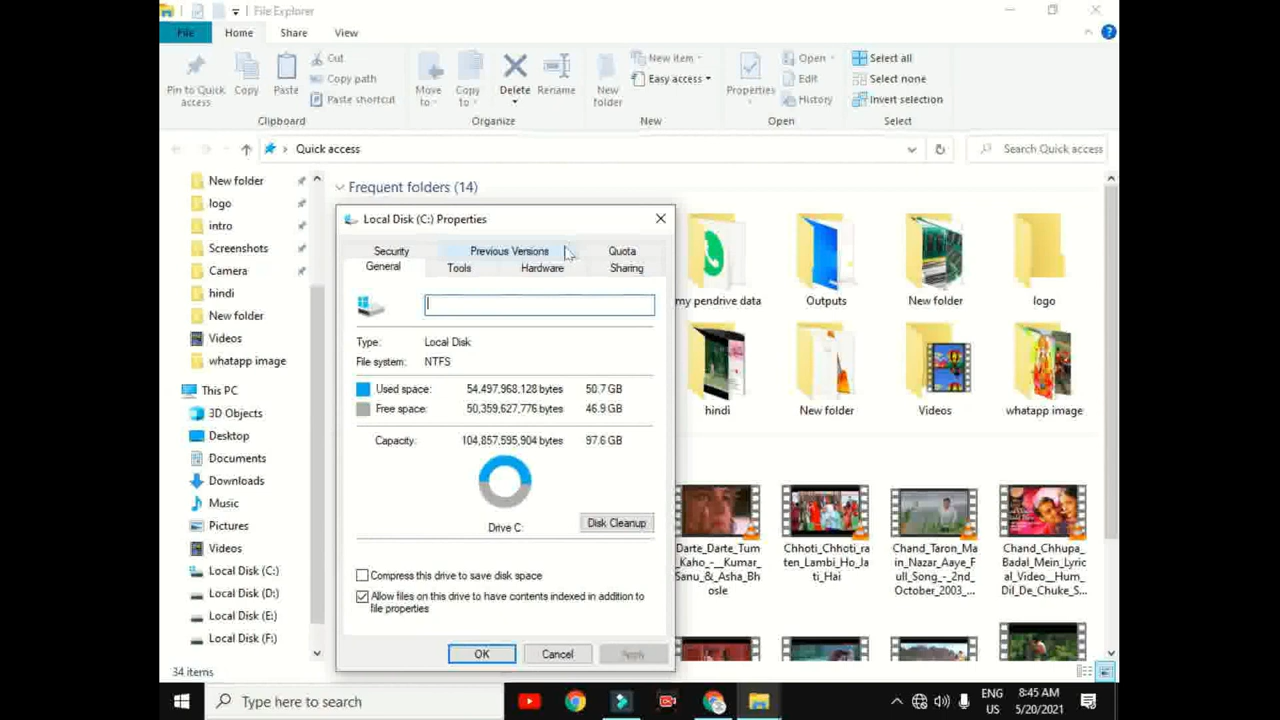 File Explorer
File
Home
Share
View
Pin to Quick
access
Copy
Paste
Cut
Copy path
Paste shortcut
Clipboard
Move
to
Copy
to
Delete
Rename
Organize
New
folder
New item
Easy access
New
Properties
Open
Edit
History
Open
Select all
Select none
Invert selection
Select
Quick access
Search Quick access
New folder
logo
intro
Screenshots
Camera
hindi
New folder
Videos
whatapp image
This PC
3D Objects
Desktop
Documents
Downloads
Music
Pictures
Videos
Local Disk (C:)
Local Disk (D:)
Local Disk (E:)
Local Disk (F:)
34 items
Frequent folders (14)
Local Disk (C:) Properties
Security
Previous Versions
Quota
General
Tools
Hardware
Sharing
Type:
Local Disk
File system:
NTFS
Used space:
54,497,968,128 bytes
50.7 GB
Free space:
50,359,627,776 bytes
46.9 GB
Capacity:
104,857,595,904 bytes
97.6 GB
Drive C:
Disk Cleanup
Compress this drive to save disk space
Allow files on this drive to have contents indexed in addition to
file properties
OK
Cancel
Apply
my pendrive data
Outputs
New folder
logo
hindi
New folder
Videos
whatapp image
Darte_Darte_Tum
_Kaho_-__Kumar_
Sanu_&_Asha_Bh
osle
Chhoti_Chhoti_ra
ten_Lambi_Ho_Ja
ti_Hai
Chand_Taron_Ma
in_Nazar_Aaye_F
ull_Song_-_2nd_
October_2003_...
Chand_Chhupa_
Badal_Mein_Lyric
al_Video__Hum_
Dil_De_Chuke_S...
Type here to search
ENG
US
8:45 AM
5/20/2021